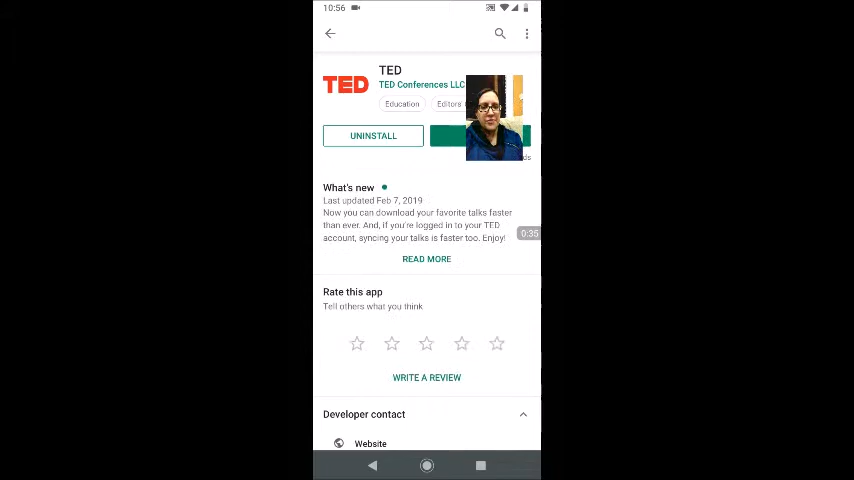 10:56
TED
TED
TED Conferences LLC
Education
Editors'
UNINSTALL
What's new
Last updated Feb 7, 2019
Now you can download your favorite talks faster
than ever. And, if you're logged in to your TED
account, syncing your talks is faster too. Enjoy!
0:35
READ MORE
Rate this app
Tell others what you think
WRITE A REVIEW
Developer contact
Website